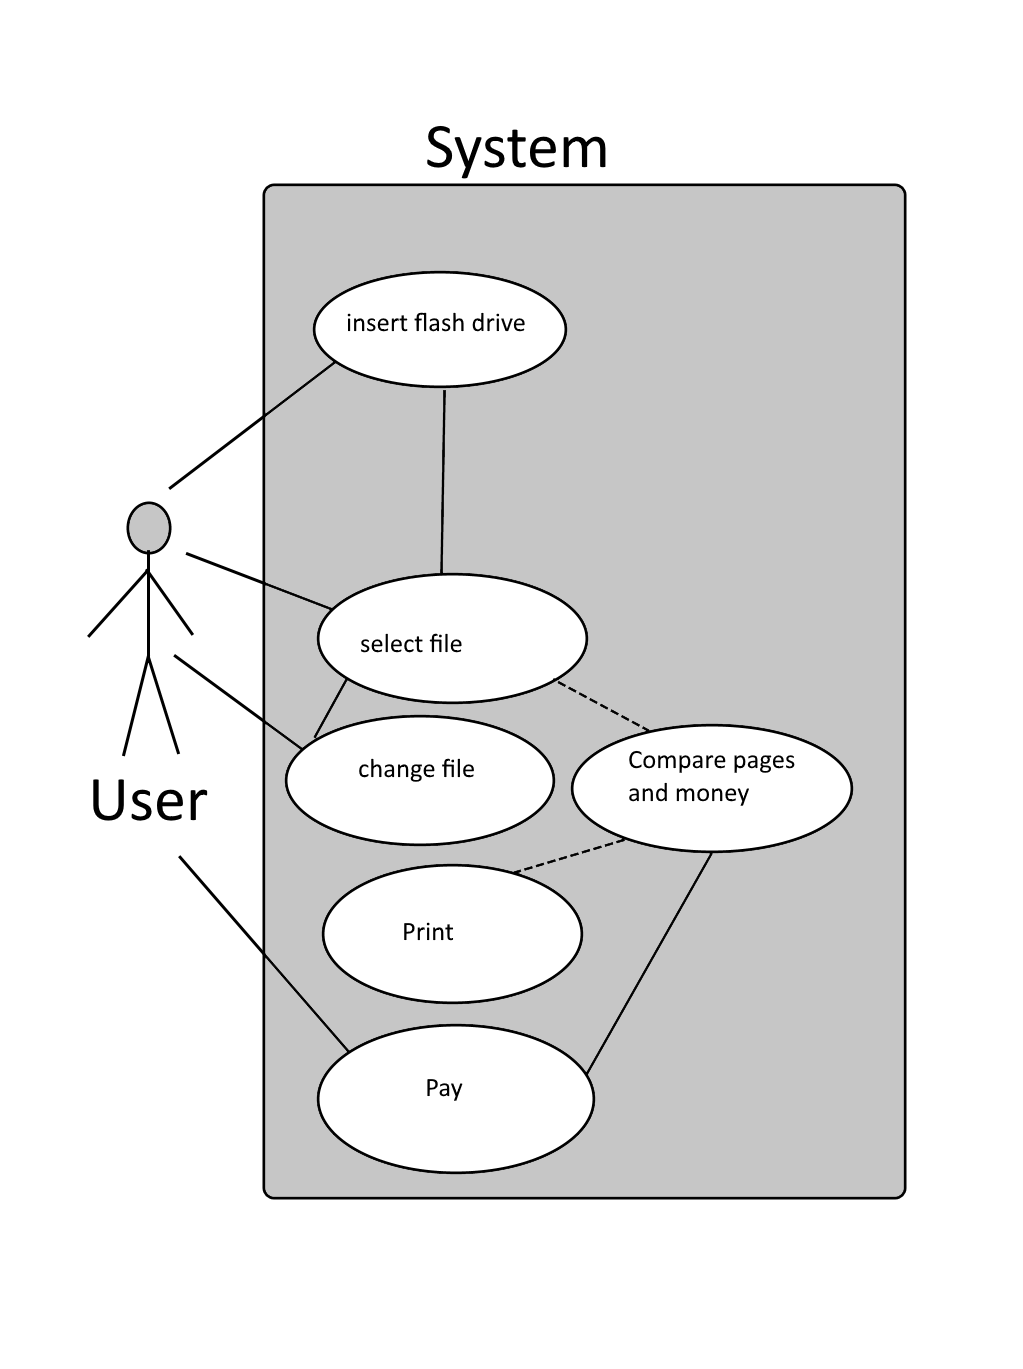 System
insert flash drive
select file
change file
Compare pages
and money
User
Print
Pay